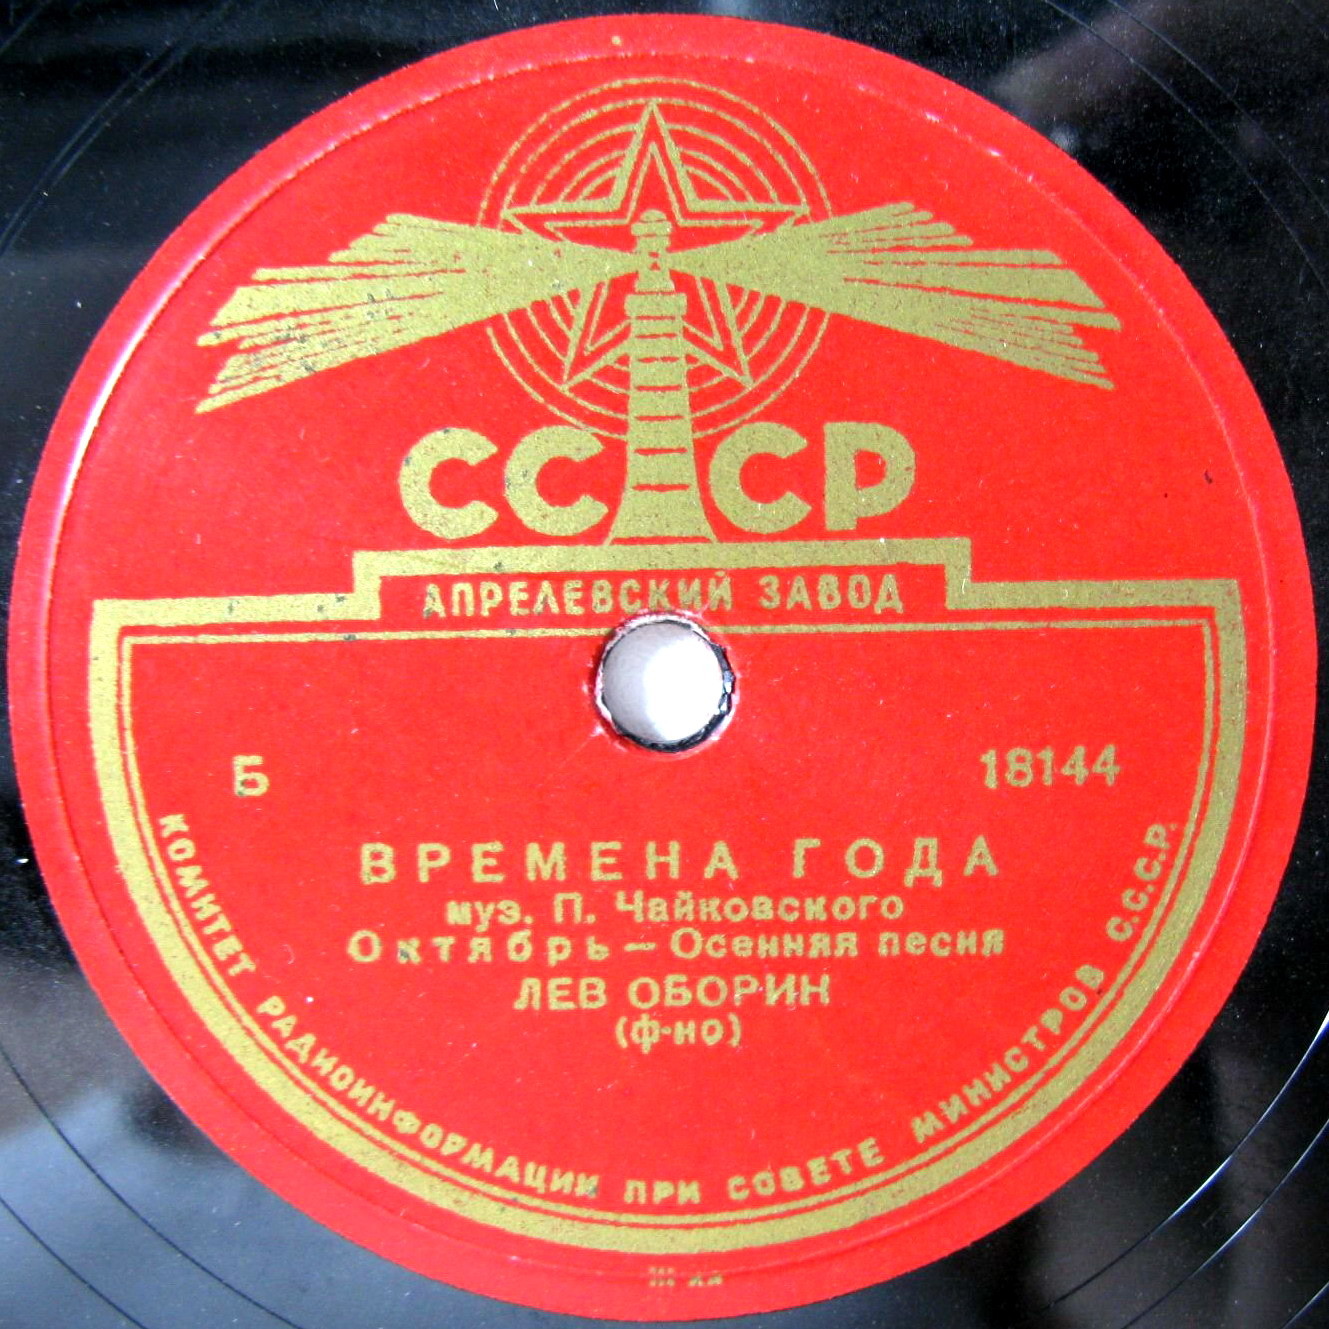 СССР
АПРЕЛЕВСКИЙ ЗАВОД
Б 18144
ВРЕМЕНА ГОДА
муз. П. Чайковского
Октябрь – Осенняя песня
ЛЕВ ОБОРИН
(ф-но)
КОМИТЕТ РАДИОИНФОРМАЦИИ ПРИ СОВЕТЕ МИНИСТРОВ С.С.С.Р.